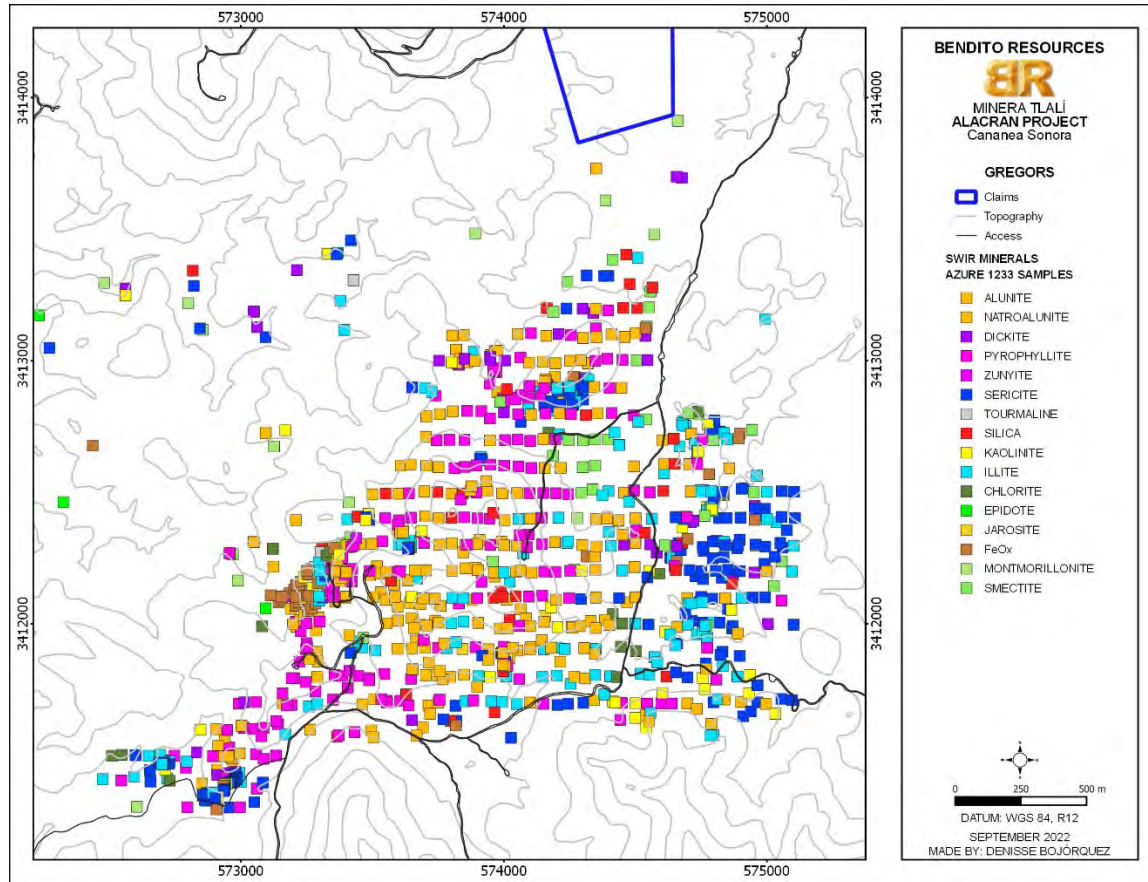 573000
574000
575000
3414000
3413000
3412000
3414000
3413000
3412000
573000
574000
575000
BENDITO RESOURCES
BR
MINERA TLALÍ
ALACRAN PROJECT
Cananea Sonora
GREGORS
Claims
Topography
Access
SWIR MINERALS
AZURE 1233 SAMPLES
ALUNITE
NATROALUNITE
DICKITE
PYROPHYLLITE
ZUNYITE
SERICITE
TOURMALINE
SILICA
KAOLINITE
ILLITE
CHLORITE
EPIDOTE
JAROSITE
FeOx
MONTMORILLONITE
SMECTITE
0 250 500 m
DATUM: WGS 84, R12
SEPTEMBER 2022
MADE BY: DENISSE BOJÓRQUEZ